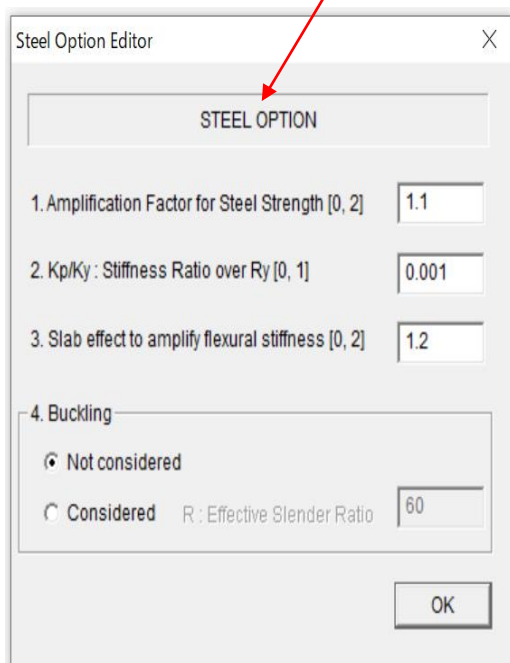 Steel Option Editor X
STEEL OPTION
1. Amplification Factor for Steel Strength [0, 2] 1.1
2. Kp/Ky : Stiffness Ratio over Ry [0, 1] 0.001
3. Slab effect to amplify flexural stiffness [0, 2] 1.2
4. Buckling
Not considered
Considered R : Effective Slender Ratio 60
OK